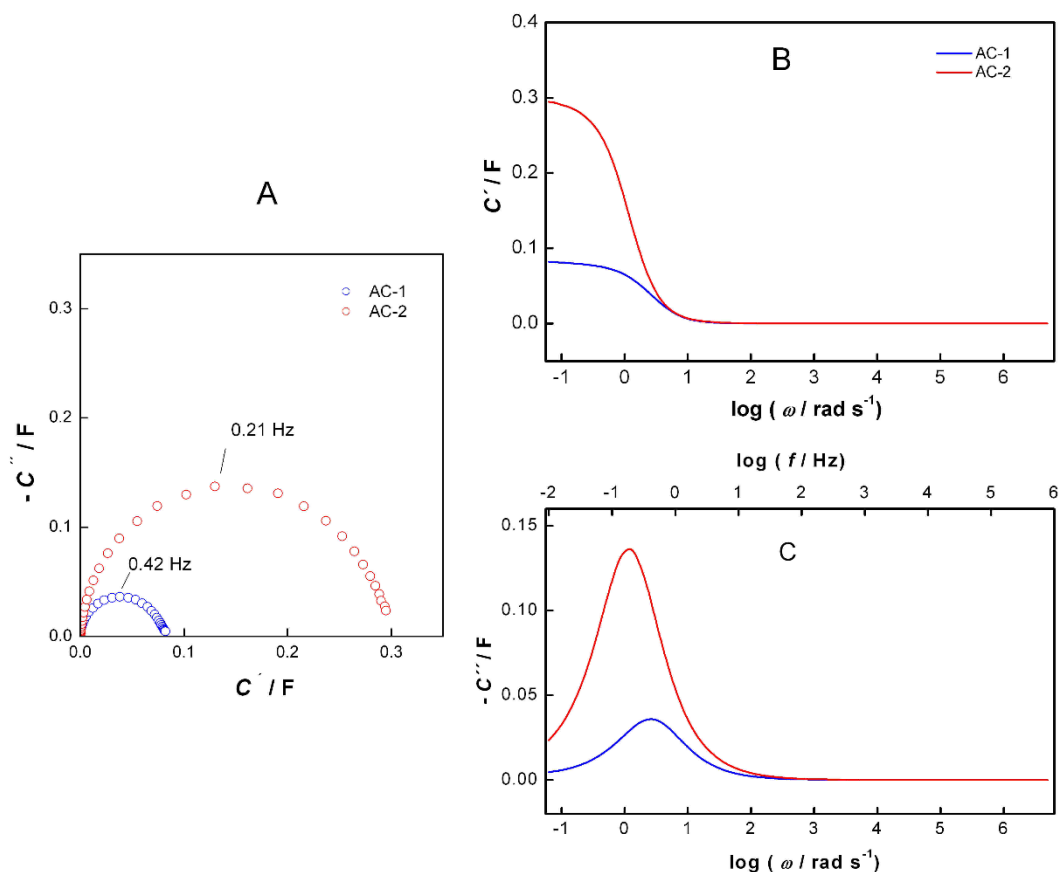 A
0.3
0.2
0.1
0.0
- C´´ / F
AC-1
AC-2
0.21 Hz
0.42 Hz
0.0 0.1 0.2 0.3
C´ / F
B
0.4
0.3
0.2
0.1
0.0
C´ / F
AC-1
AC-2
-1 0 1 2 3 4 5 6
log ( ω / rad s⁻¹)
log ( f / Hz)
-2 -1 0 1 2 3 4 5 6
C
0.15
0.10
0.05
0.00
- C´´ / F
-1 0 1 2 3 4 5 6
log ( ω / rad s⁻¹)